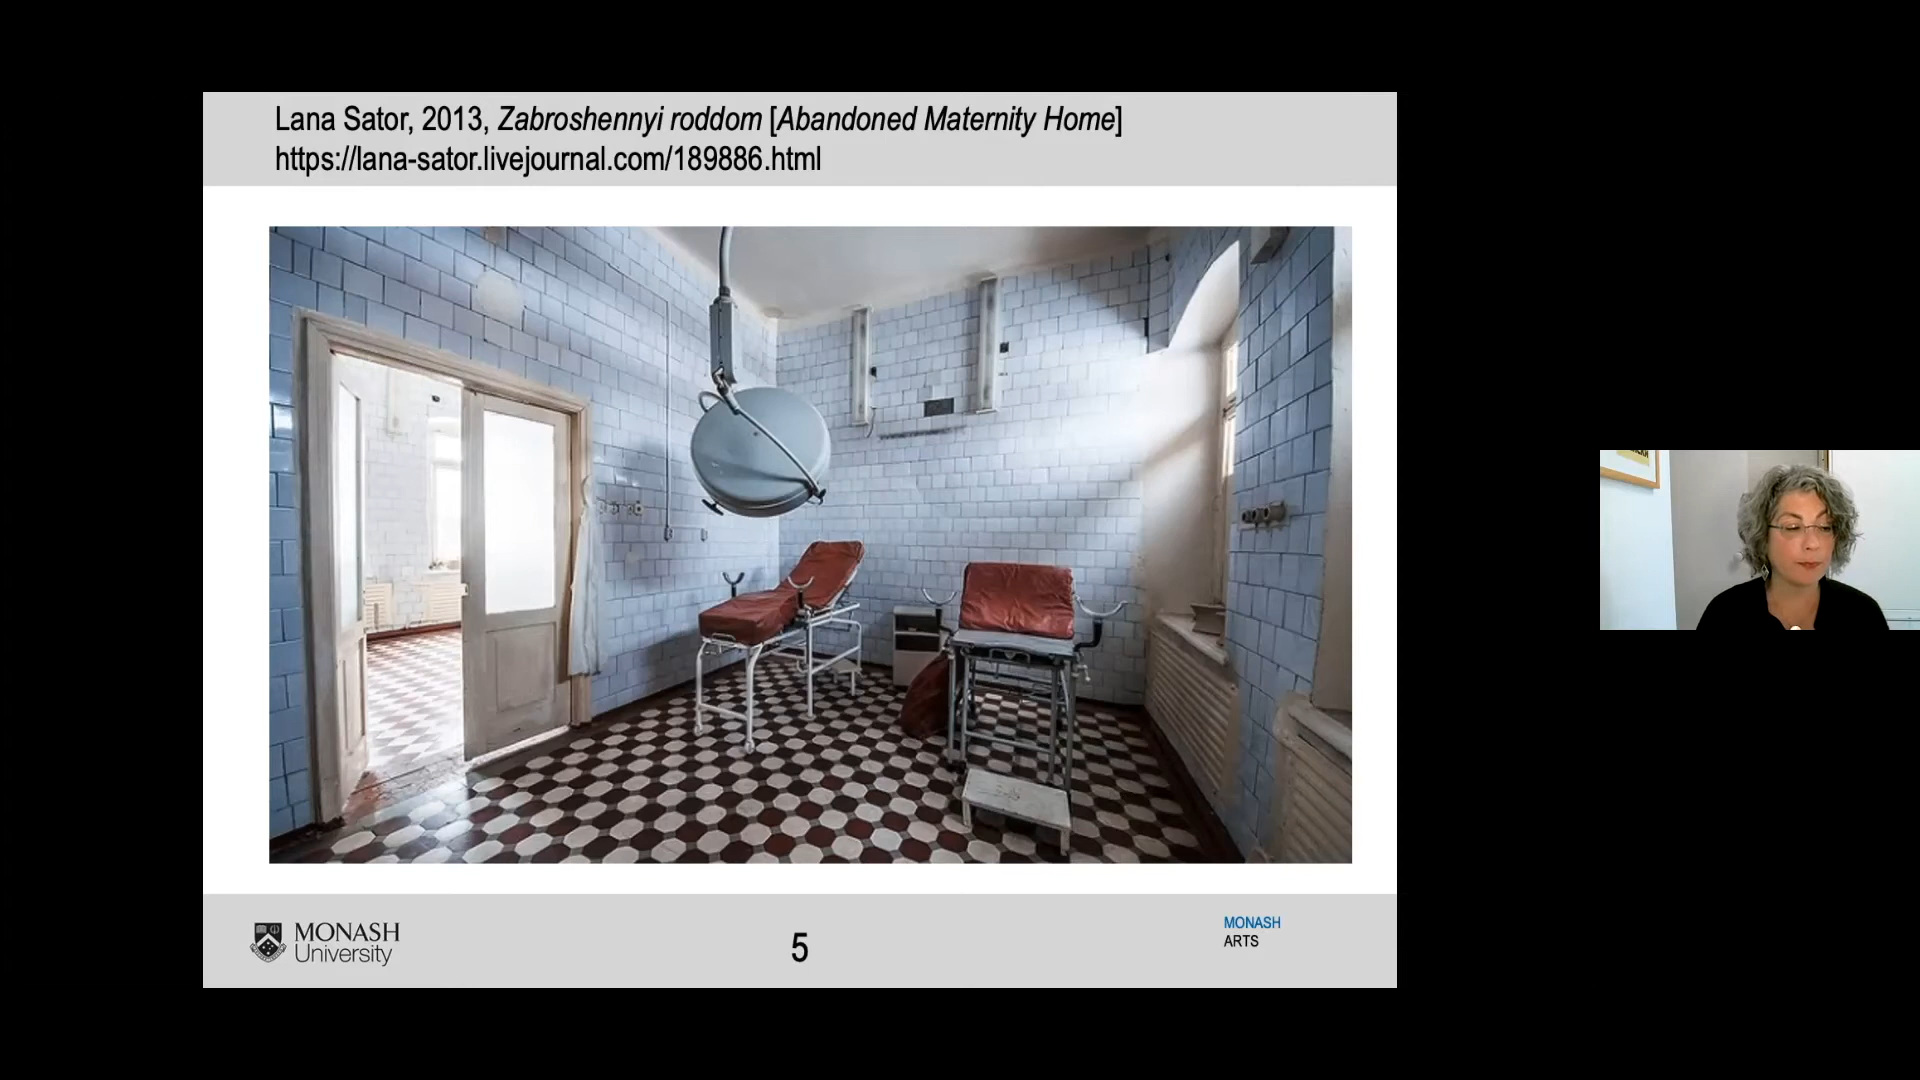 Lana Sator, 2013, Zabroshennyi roddom [Abandoned Maternity Home]
https://lana-sator.livejournal.com/189886.html
MONASH
University
5
MONASH
ARTS